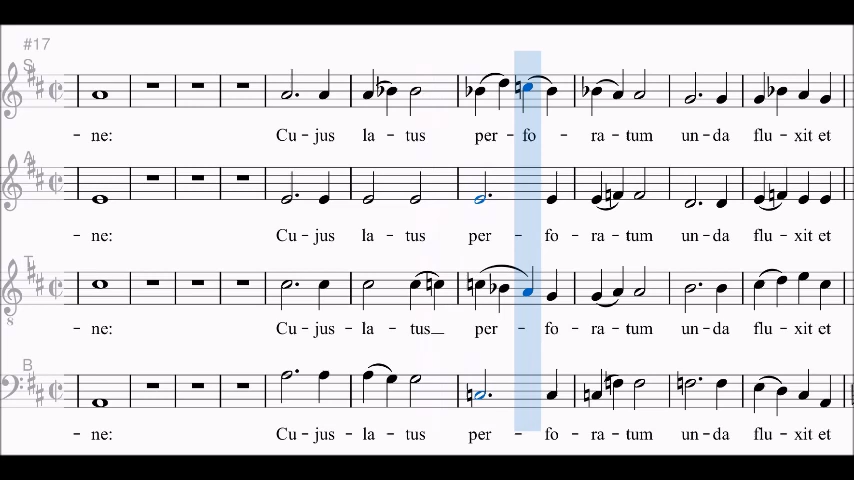 #17
S
- ne: Cu - jus la - tus per - fo - ra - tum un - da flu - xit et
A
- ne: Cu - jus la - tus per - fo - ra - tum un - da flu - xit et
T
8
- ne: Cu - jus - la - tus_ per - fo - ra - tum un - da flu - xit et
B
- ne: Cu - jus - la - tus per - fo - ra - tum un - da flu - xit et